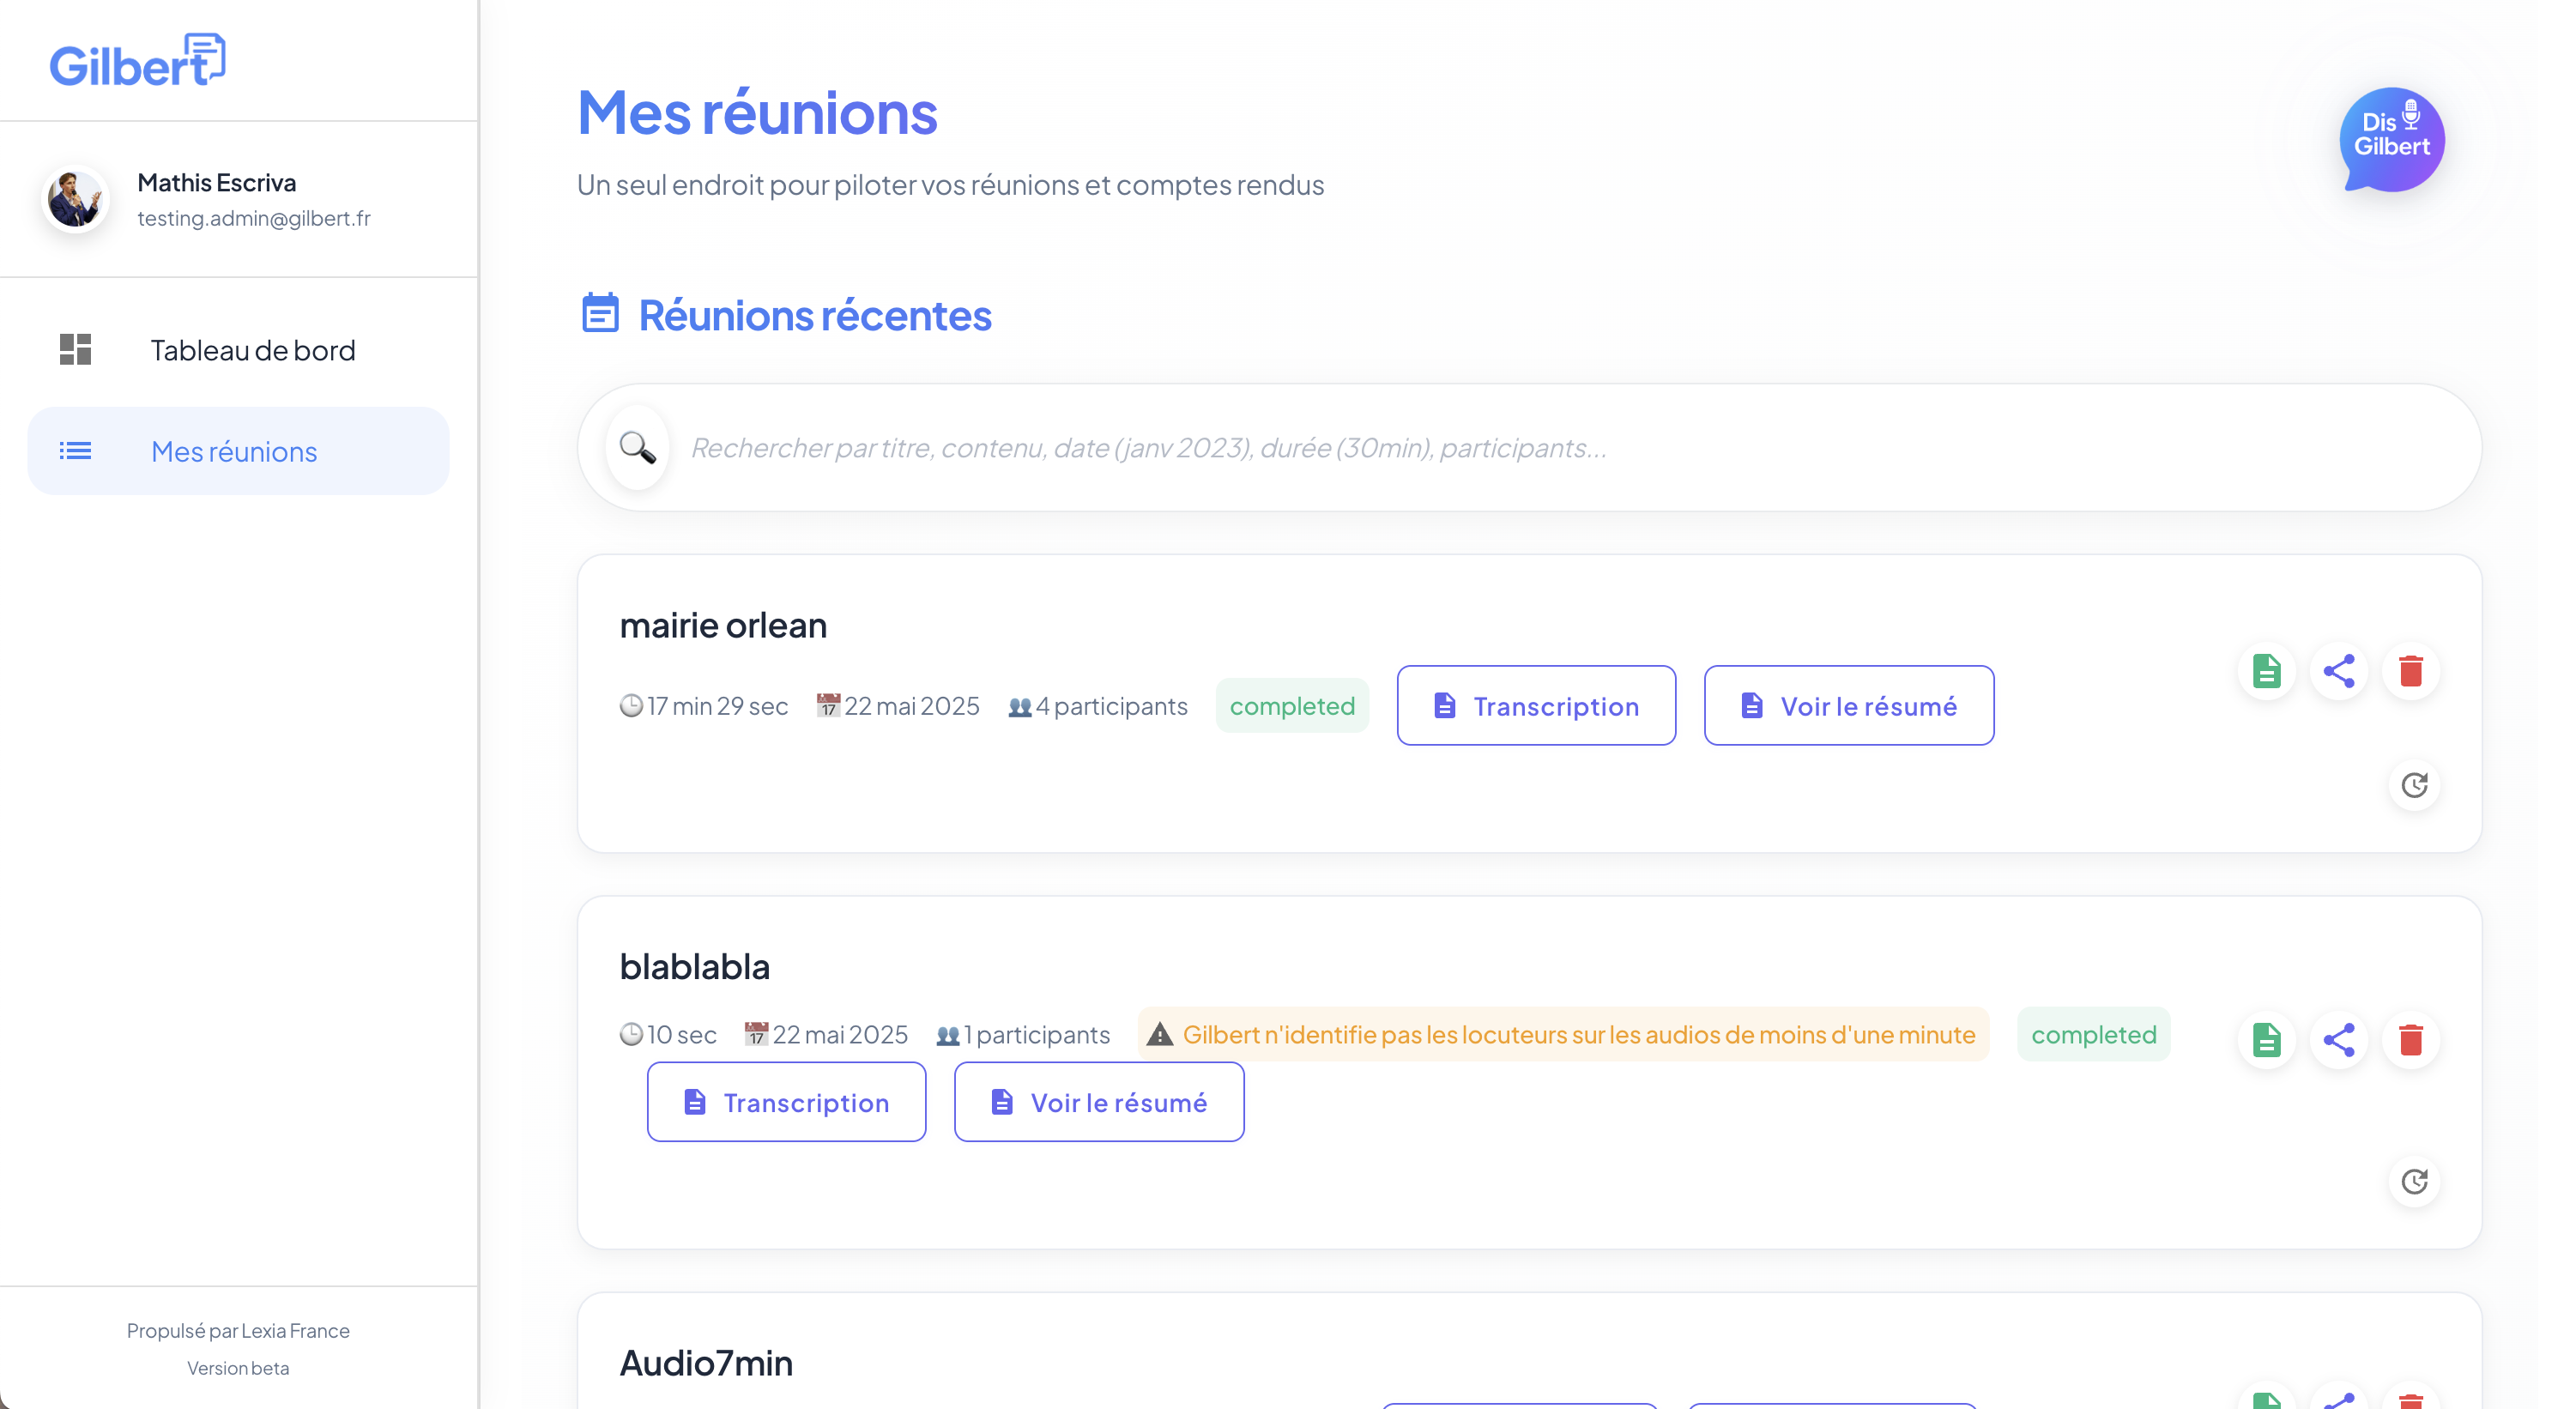 Gilbert
Mathis Escriva
testing.admin@gilbert.fr
Tableau de bord
Mes réunions
Propulsé par Lexia France
Version beta
Mes réunions
Un seul endroit pour piloter vos réunions et comptes rendus
Dis
Gilbert
Réunions récentes
Rechercher par titre, contenu, date (janv 2023), durée (30min), participants...
mairie orlean
17 min 29 sec 22 mai 2025 4 participants completed Transcription Voir le résumé
blablabla
10 sec 22 mai 2025 1 participants Gilbert n'identifie pas les locuteurs sur les audios de moins d'une minute completed
Transcription Voir le résumé
Audio7min